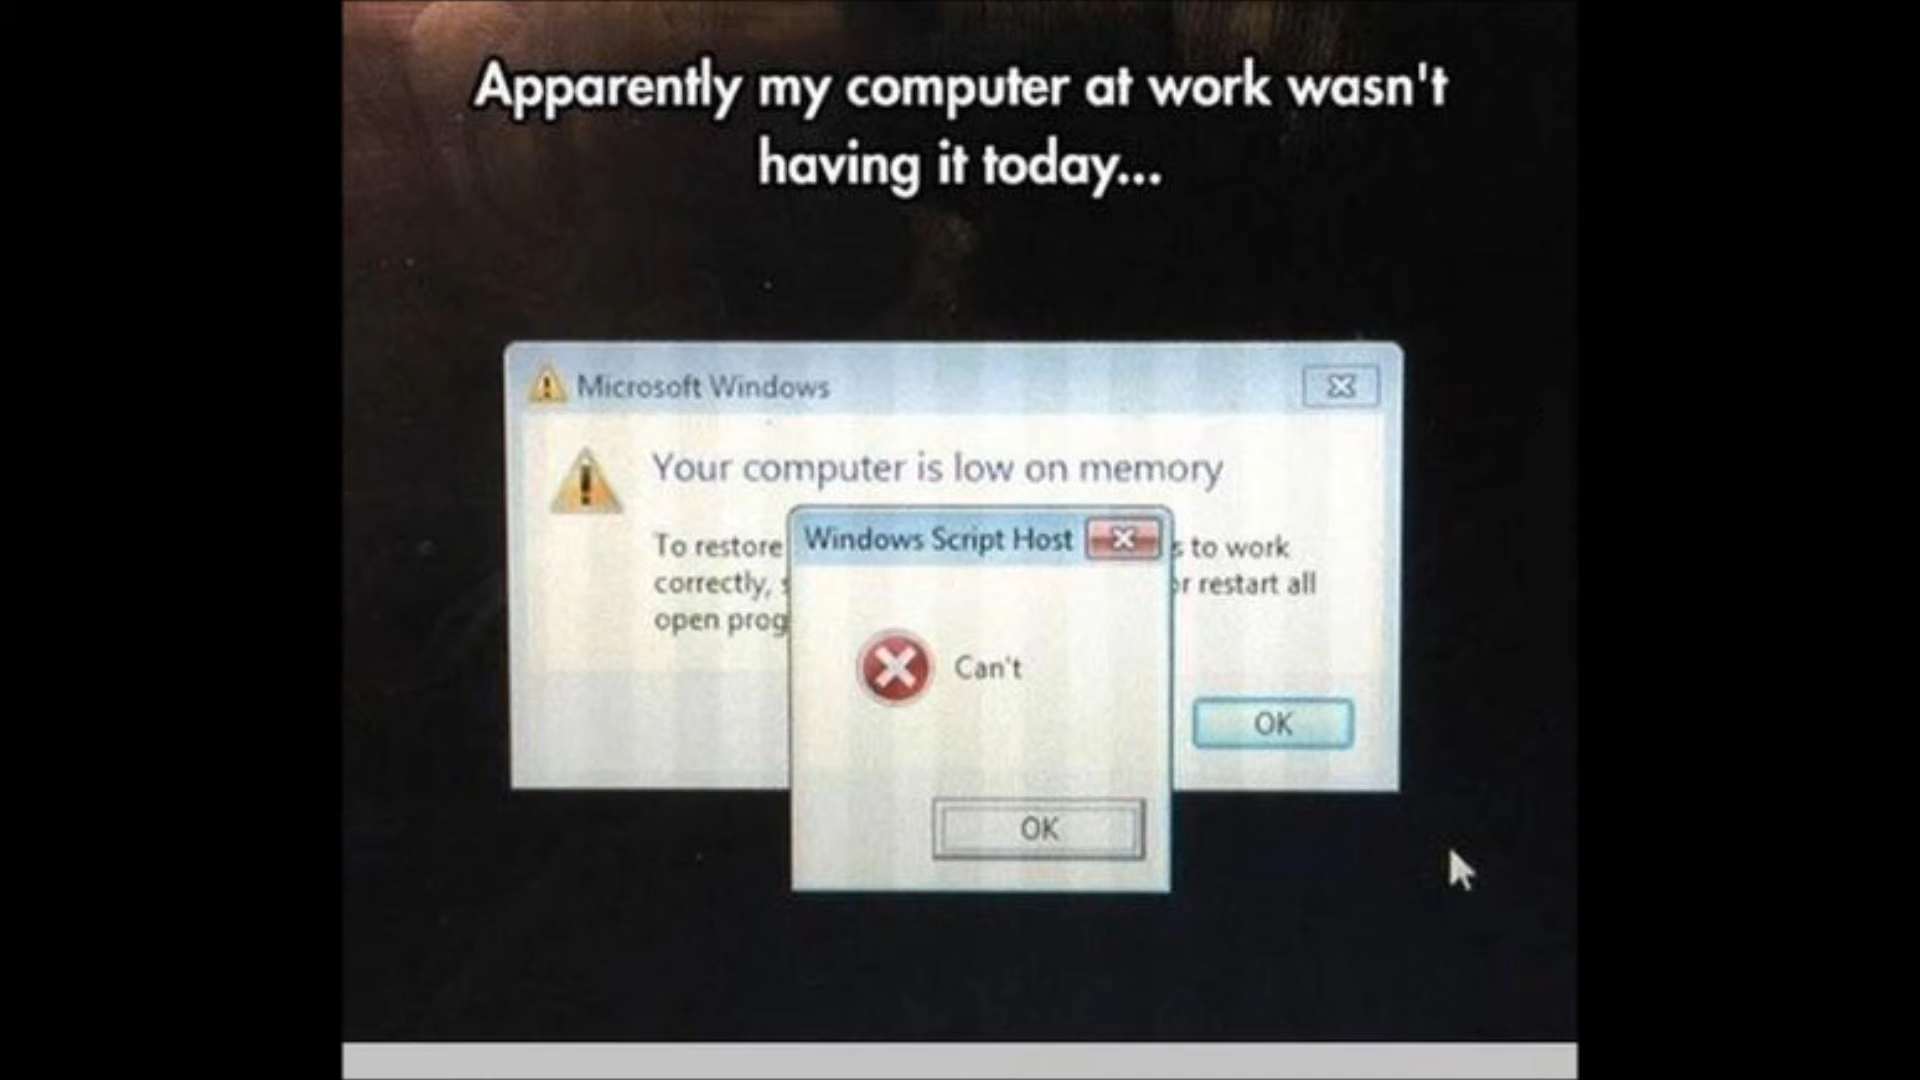 Apparently my computer at work wasn't
having it today...
Microsoft Windows
Your computer is low on memory
To restore
s to work
correctly,
or restart all
open prog
Windows Script Host
Can't
OK
OK